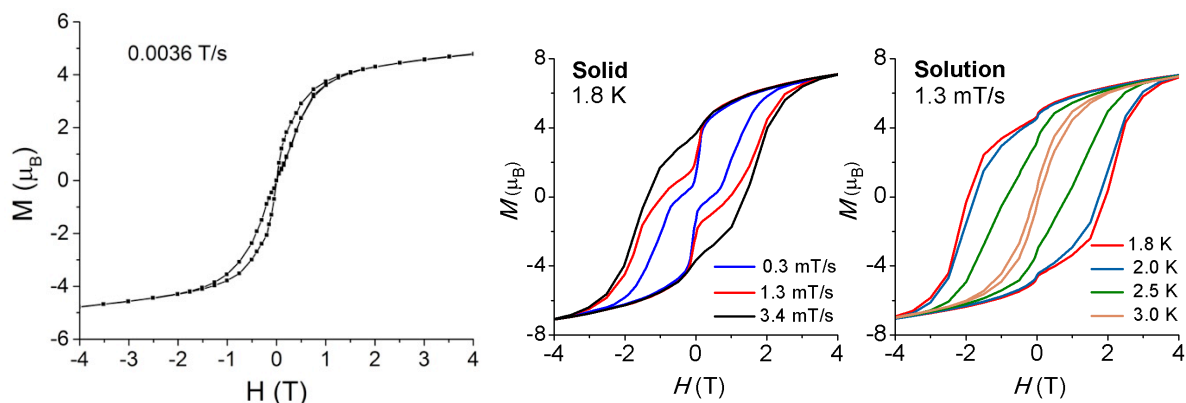 0.0036 T/s
M (μB)
6
4
2
0
-2
-4
-6
-4 -3 -2 -1 0 1 2 3 4
H (T)
Solid
1.8 K
M (μB)
8
4
0
-4
-8
0.3 mT/s
1.3 mT/s
3.4 mT/s
-4 -2 0 2 4
H (T)
Solution
1.3 mT/s
M (μB)
8
4
0
-4
-8
1.8 K
2.0 K
2.5 K
3.0 K
-4 -2 0 2 4
H (T)